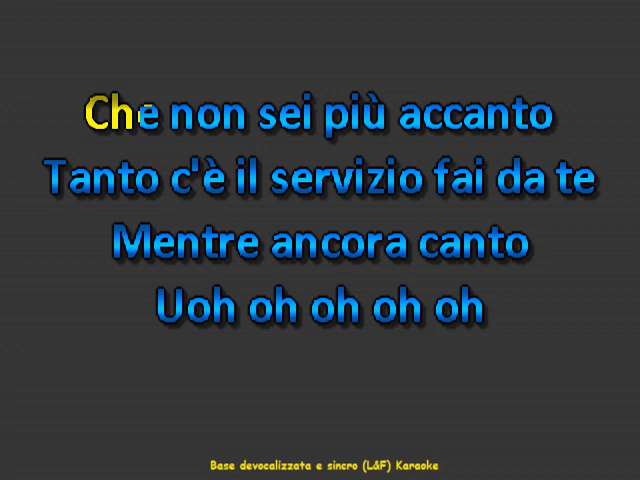 Che non sei più accanto
Tanto c'è il servizio fai da te
Mentre ancora canto
Uoh oh oh oh oh
Base devocalizzata e sincro (L&F) Karaoke